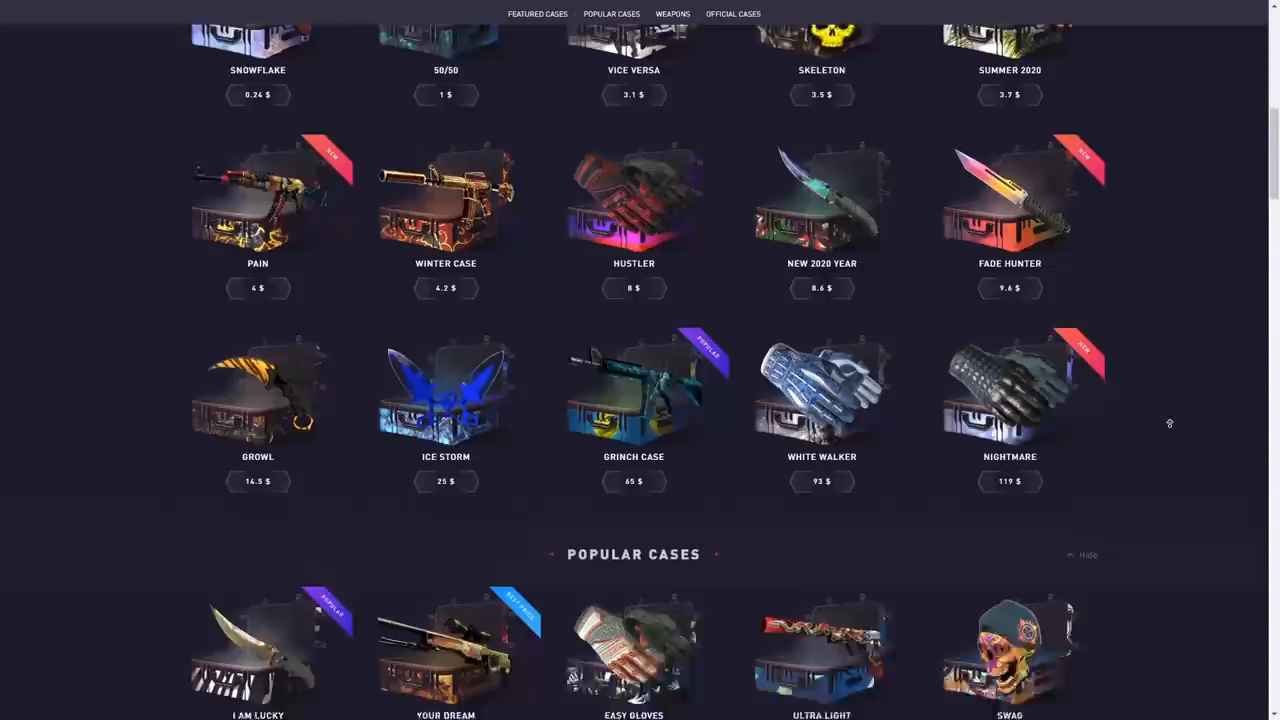 FEATURED CASES POPULAR CASES WEAPONS OFFICIAL CASES
SNOWFLAKE 50/50 VICE VERSA SKELETON SUMMER 2020
0.24 $ 1 $ 3.1 $ 3.5 $ 3.7 $
NEW NEW
PAIN WINTER CASE HUSTLER NEW 2020 YEAR FADE HUNTER
4 $ 4.2 $ 8 $ 8.6 $ 9.6 $
POPULAR NEW
GROWL ICE STORM GRINCH CASE WHITE WALKER NIGHTMARE
14.5 $ 25 $ 65 $ 93 $ 119 $
POPULAR CASES Hide
POPULAR BEST PRICE
I AM LUCKY YOUR DREAM EASY GLOVES ULTRA LIGHT SWAG